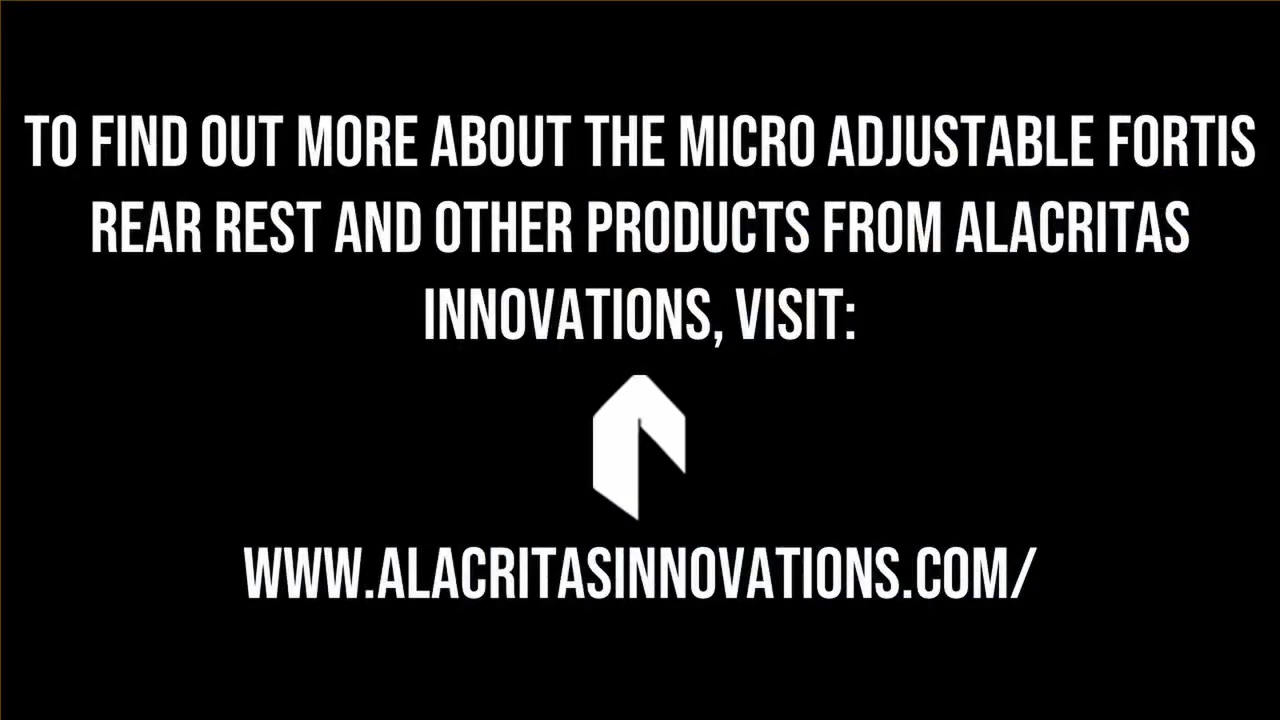 TO FIND OUT MORE ABOUT THE MICRO ADJUSTABLE FORTIS
REAR REST AND OTHER PRODUCTS FROM ALACRITAS
INNOVATIONS, VISIT:
WWW.ALACRITASINNOVATIONS.COM/